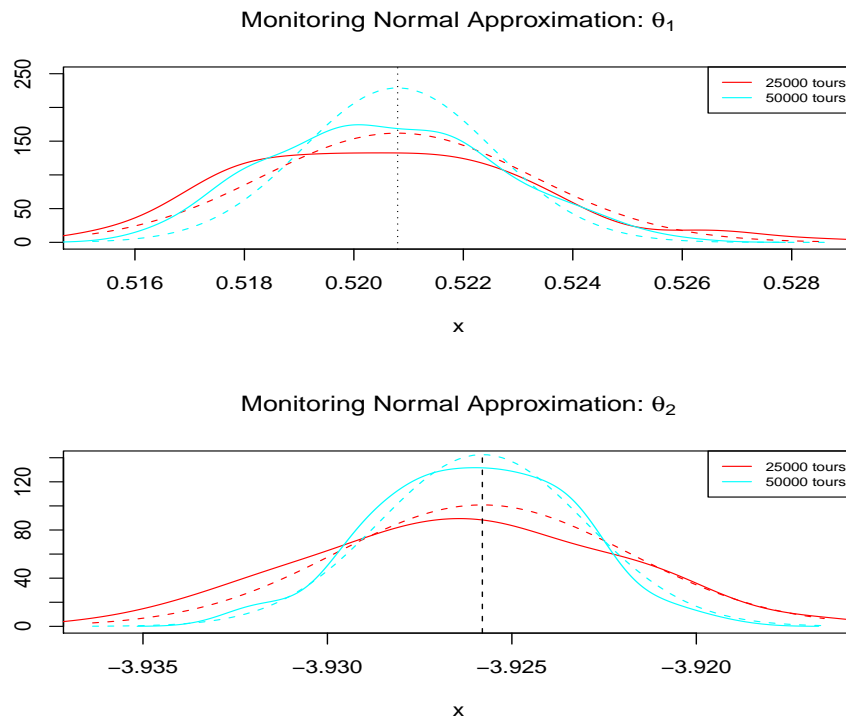 Monitoring Normal Approximation: θ₁
250
150
50
0
25000 tours
50000 tours
0.516 0.518 0.520 0.522 0.524 0.526 0.528
x
Monitoring Normal Approximation: θ₂
120
80
40
0
25000 tours
50000 tours
−3.935 −3.930 −3.925 −3.920
x